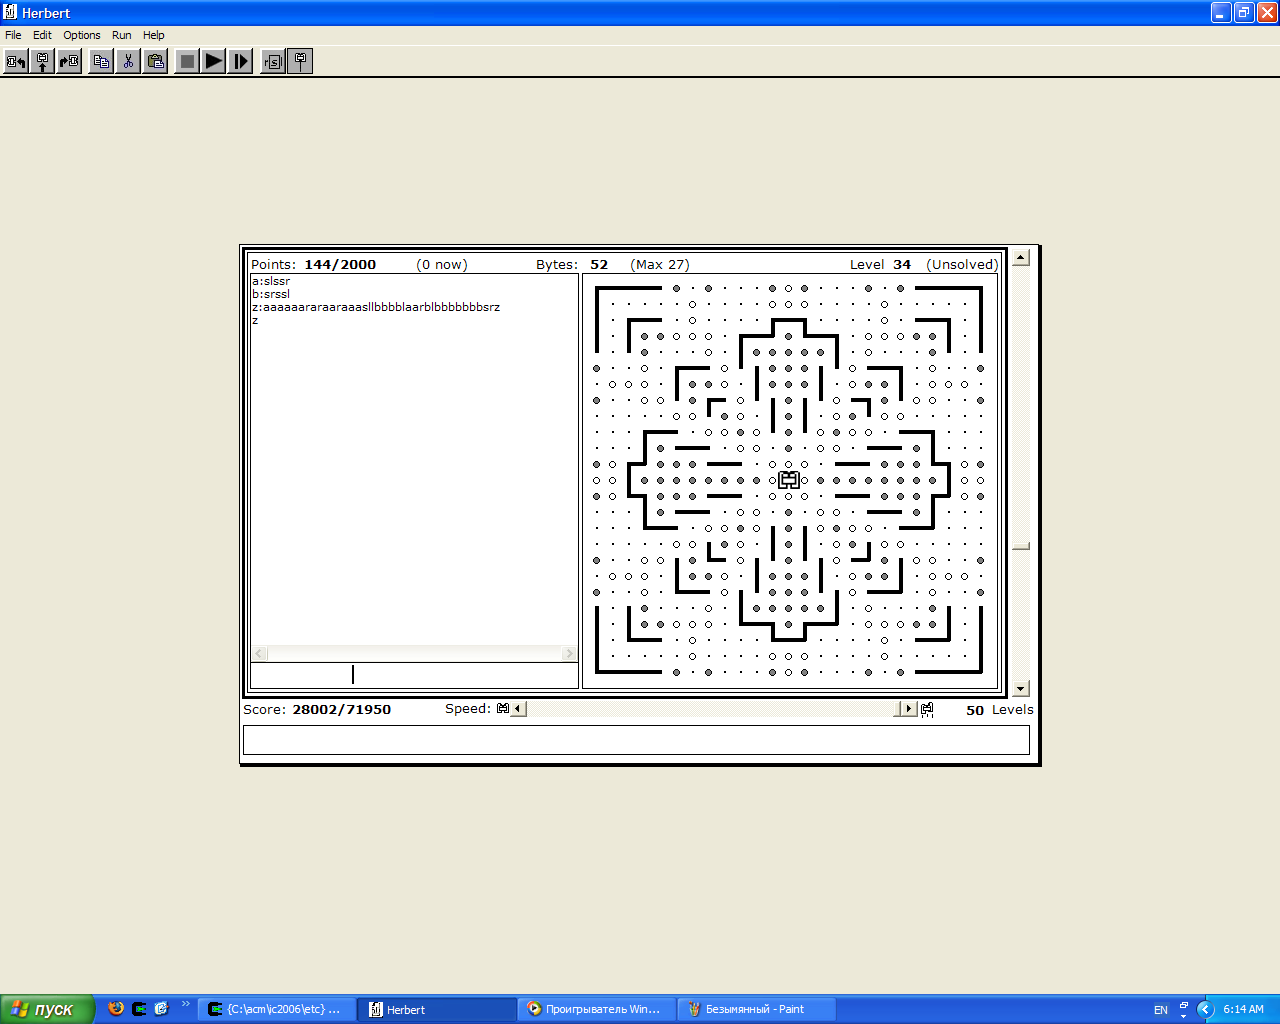 Herbert
File Edit Options Run Help
Points: 144/2000 (0 now) Bytes: 52 (Max 27) Level 34 (Unsolved)
a:slssr
b:srssl
z:aaaaaararaaraaasllbbbblaarblbbbbbbbsrz
z
Score: 28002/71950 Speed: 50 Levels
пуск {C:\acm\ic2006\etc} ... Herbert Проигрыватель Win... Безымянный - Paint EN 6:14 AM